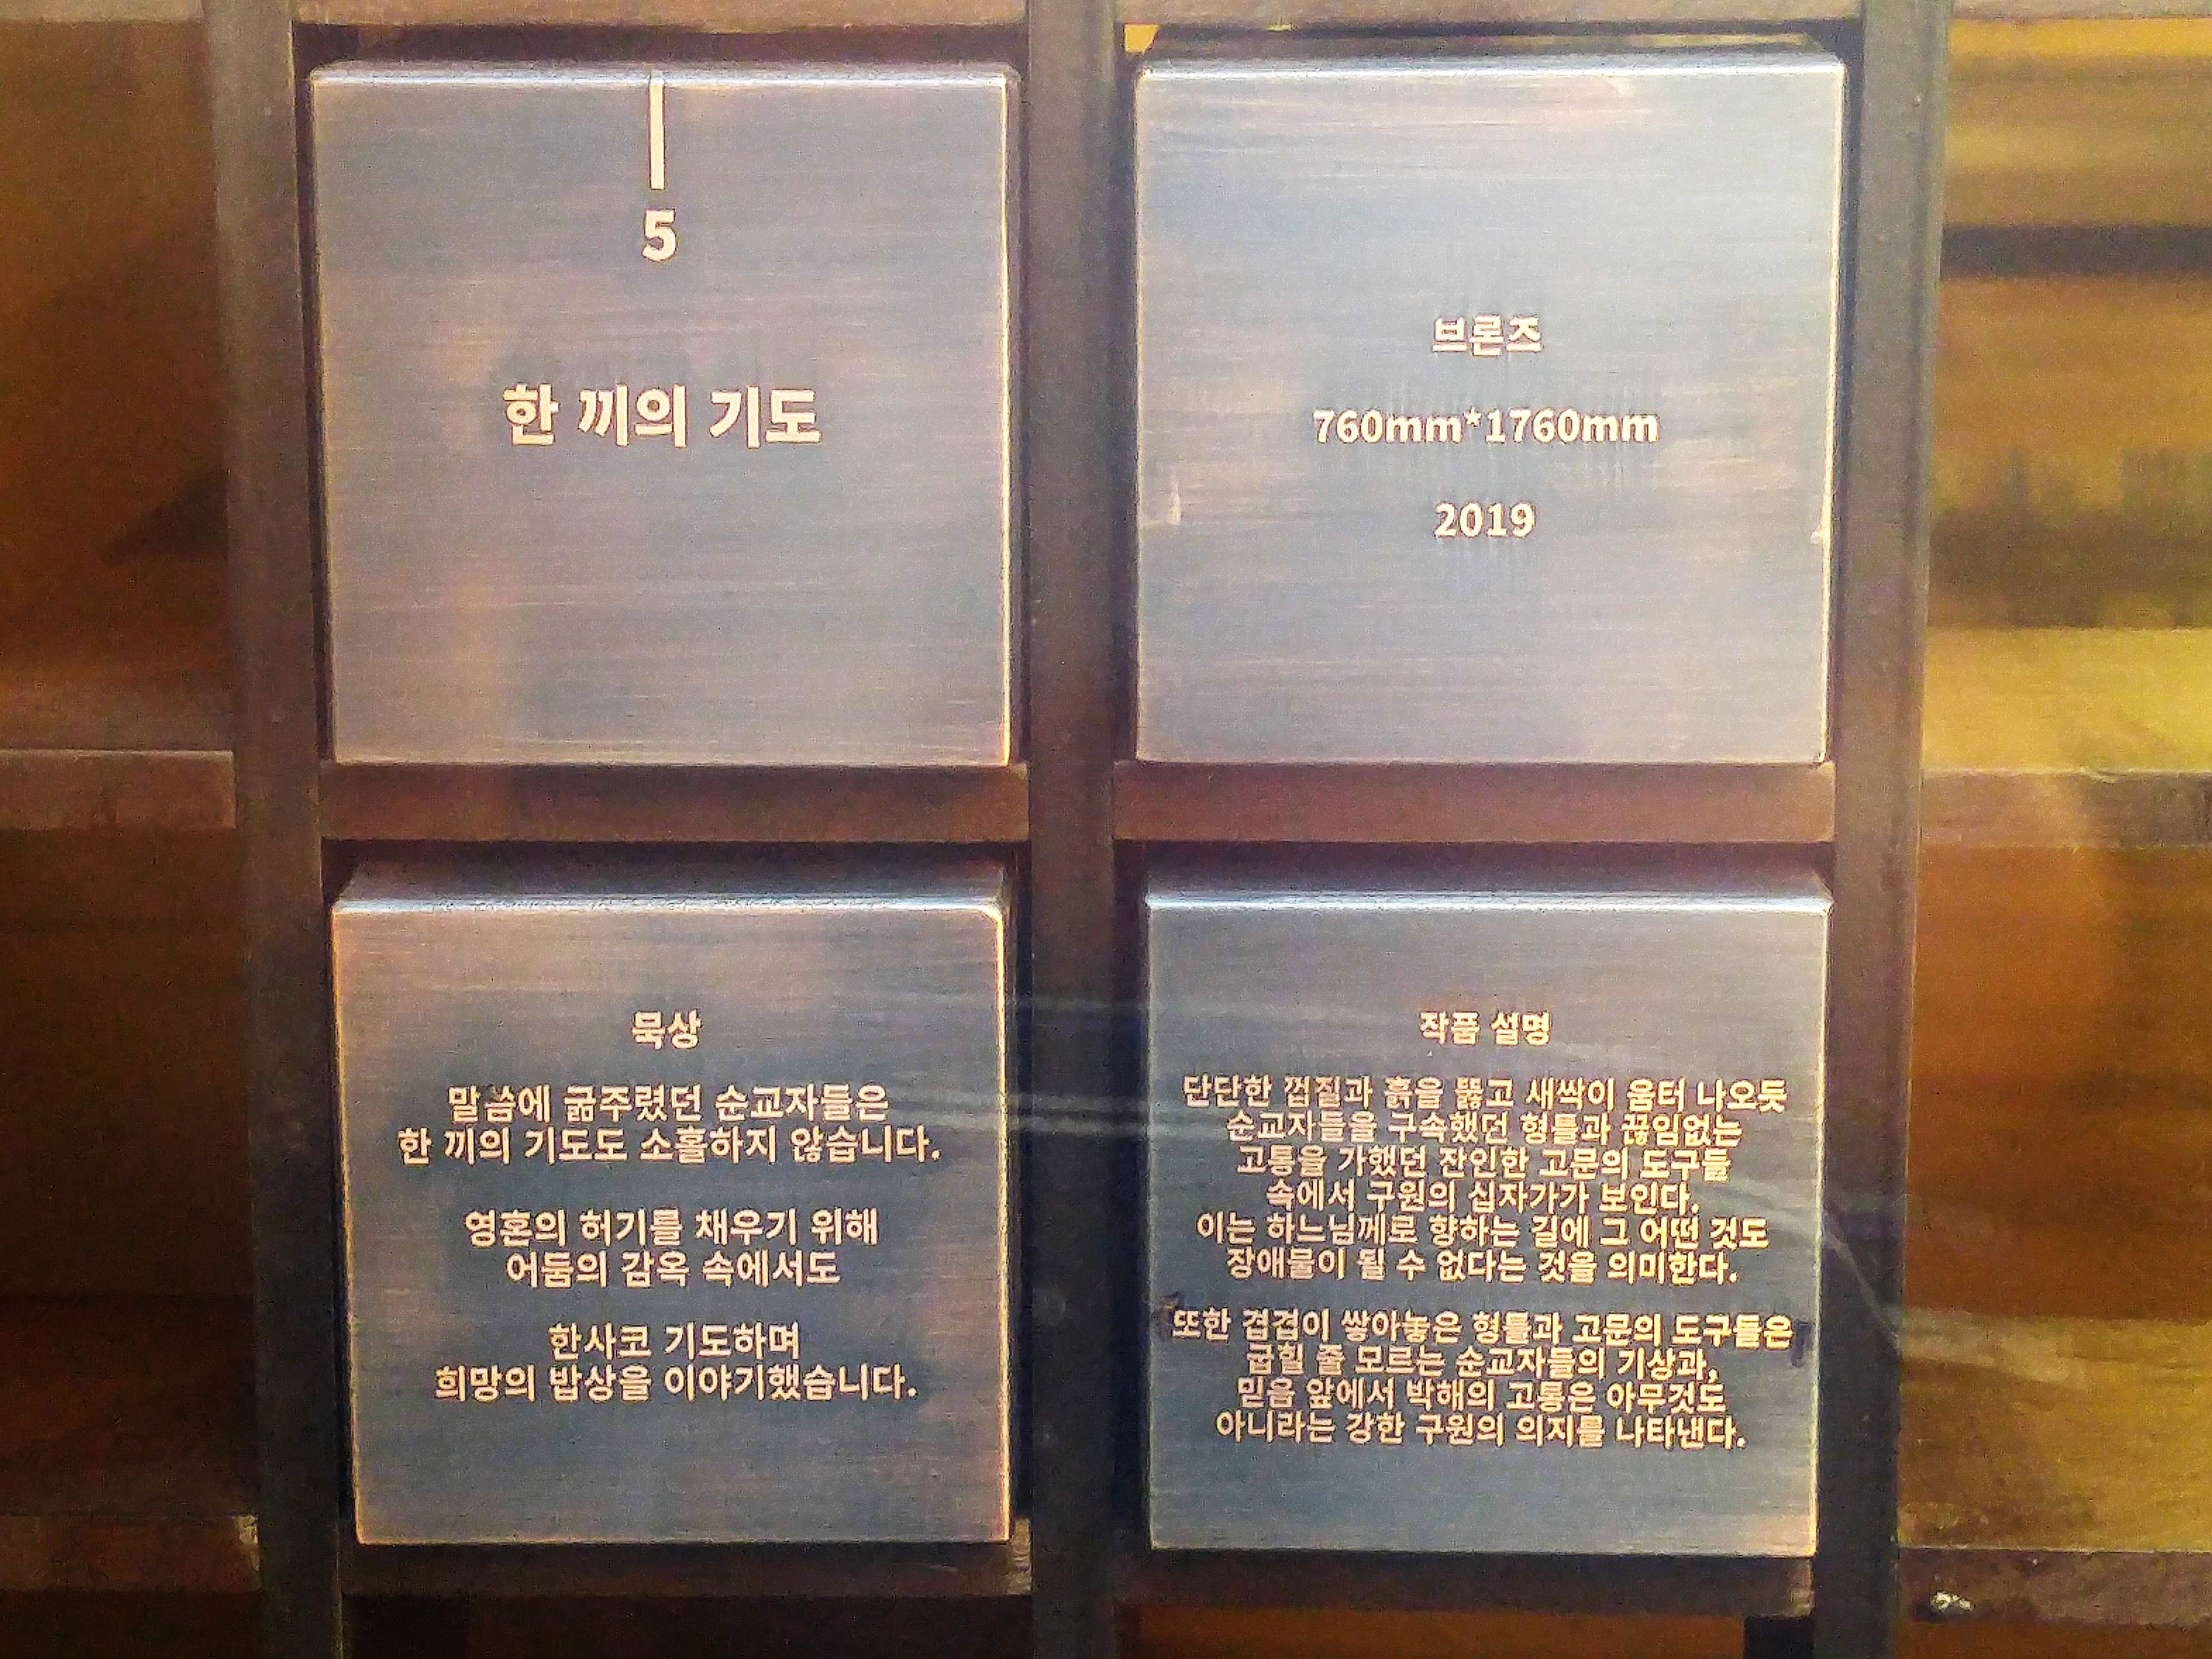 5
한 끼의 기도
브론즈
760mm*1760mm
2019
묵상
말씀에 굶주렸던 순교자들은
한 끼의 기도도 소홀하지 않습니다.
영혼의 허기를 채우기 위해
어둠의 감옥 속에서도
한사코 기도하며
희망의 밥상을 이야기했습니다.
작품 설명
단단한 껍질과 흙을 뚫고 새싹이 움터 나오듯
순교자들을 구속했던 형틀과 끊임없는
고통을 가했던 잔인한 고문의 도구들
속에서 구원의 십자가가 보인다.
이는 하느님께로 향하는 길에 그 어떤 것도
장애물이 될 수 없다는 것을 의미한다.
또한 겹겹이 쌓아놓은 형틀과 고문의 도구들은
굽힐 줄 모르는 순교자들의 기상과,
믿음 앞에서 박해의 고통은 아무것도
아니라는 강한 구원의 의지를 나타낸다.